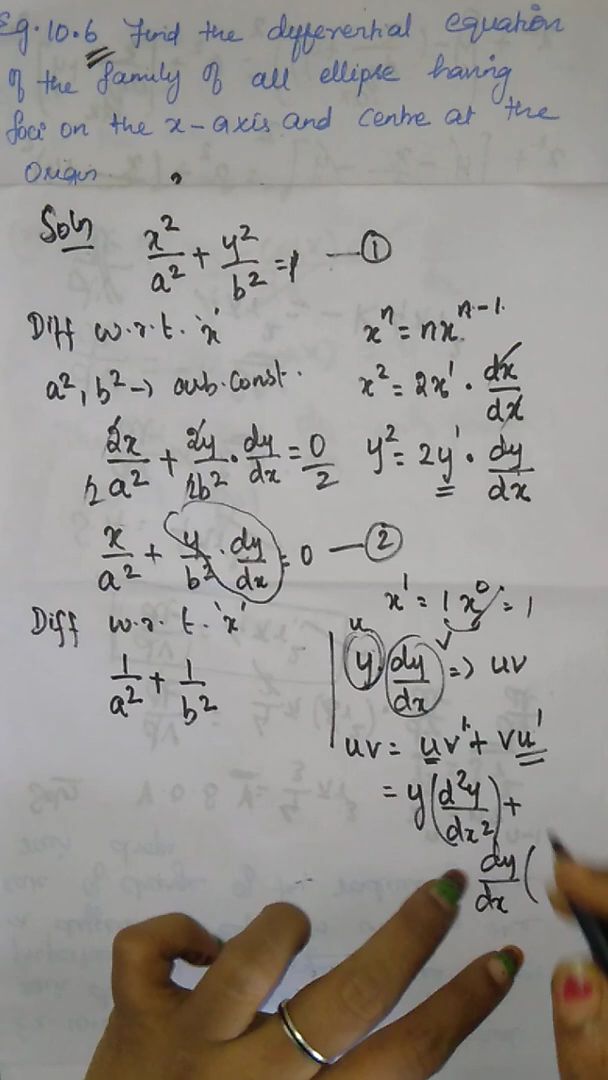 Eg.10.6 Find the differential equation
of the family of all ellipse having
foci on the x-axis and centre at the
Origin.
Soln x²/a² + y²/b² = 1 — ①
Diff w.r.t. 'x'
xⁿ = nxⁿ⁻¹.
a², b² → arb. const.
x² = 2x¹ · dx/dx
2x/2a² + 2y/2b² · dy/dx = 0/2
y² = 2y¹ · dy/dx
x/a² + y/b² · dy/dx = 0 — ②
x¹ = 1x⁰ = 1
Diff w.r.t. 'x'
u v
y dy/dx => uv
1/a² + 1/b²
uv = uv' + vu'
= y(d²y/dx²) +
dy/dx (